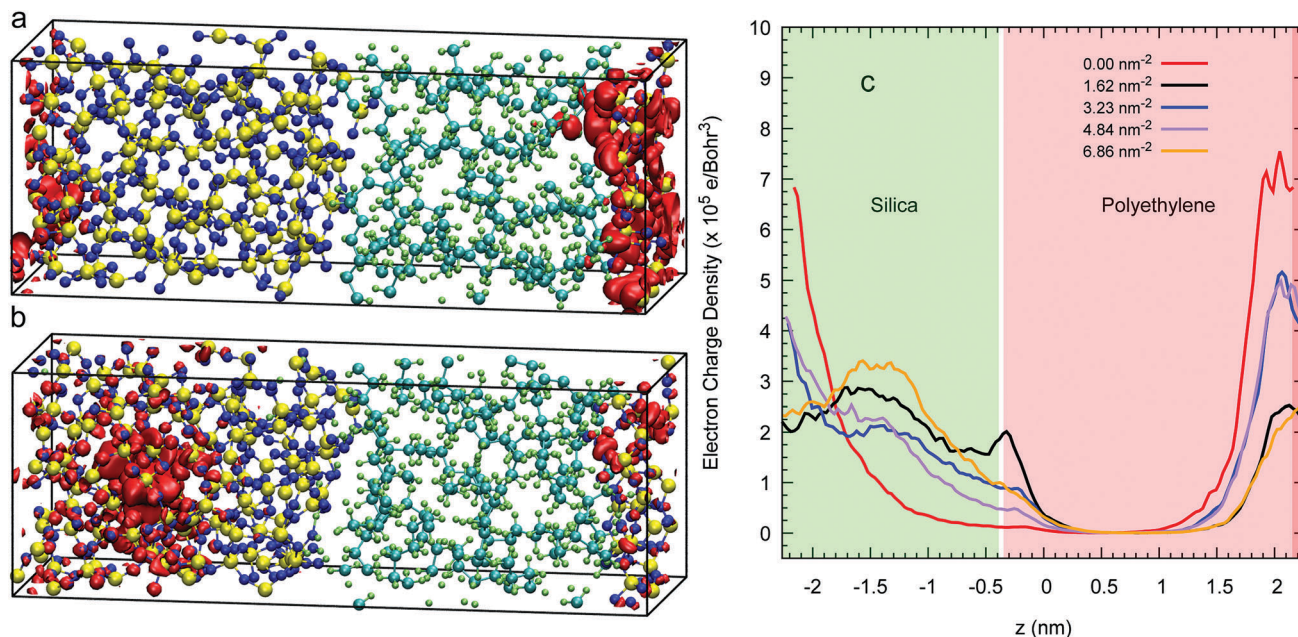 a
b
C
0.00 nm-2
1.62 nm-2
3.23 nm-2
4.84 nm-2
6.86 nm-2
Silica
Polyethylene
Electron Charge Density (x 10⁵ e/Bohr³)
10
9
8
7
6
5
4
3
2
1
0
-2
-1.5
-1
-0.5
0
0.5
1
1.5
2
z (nm)